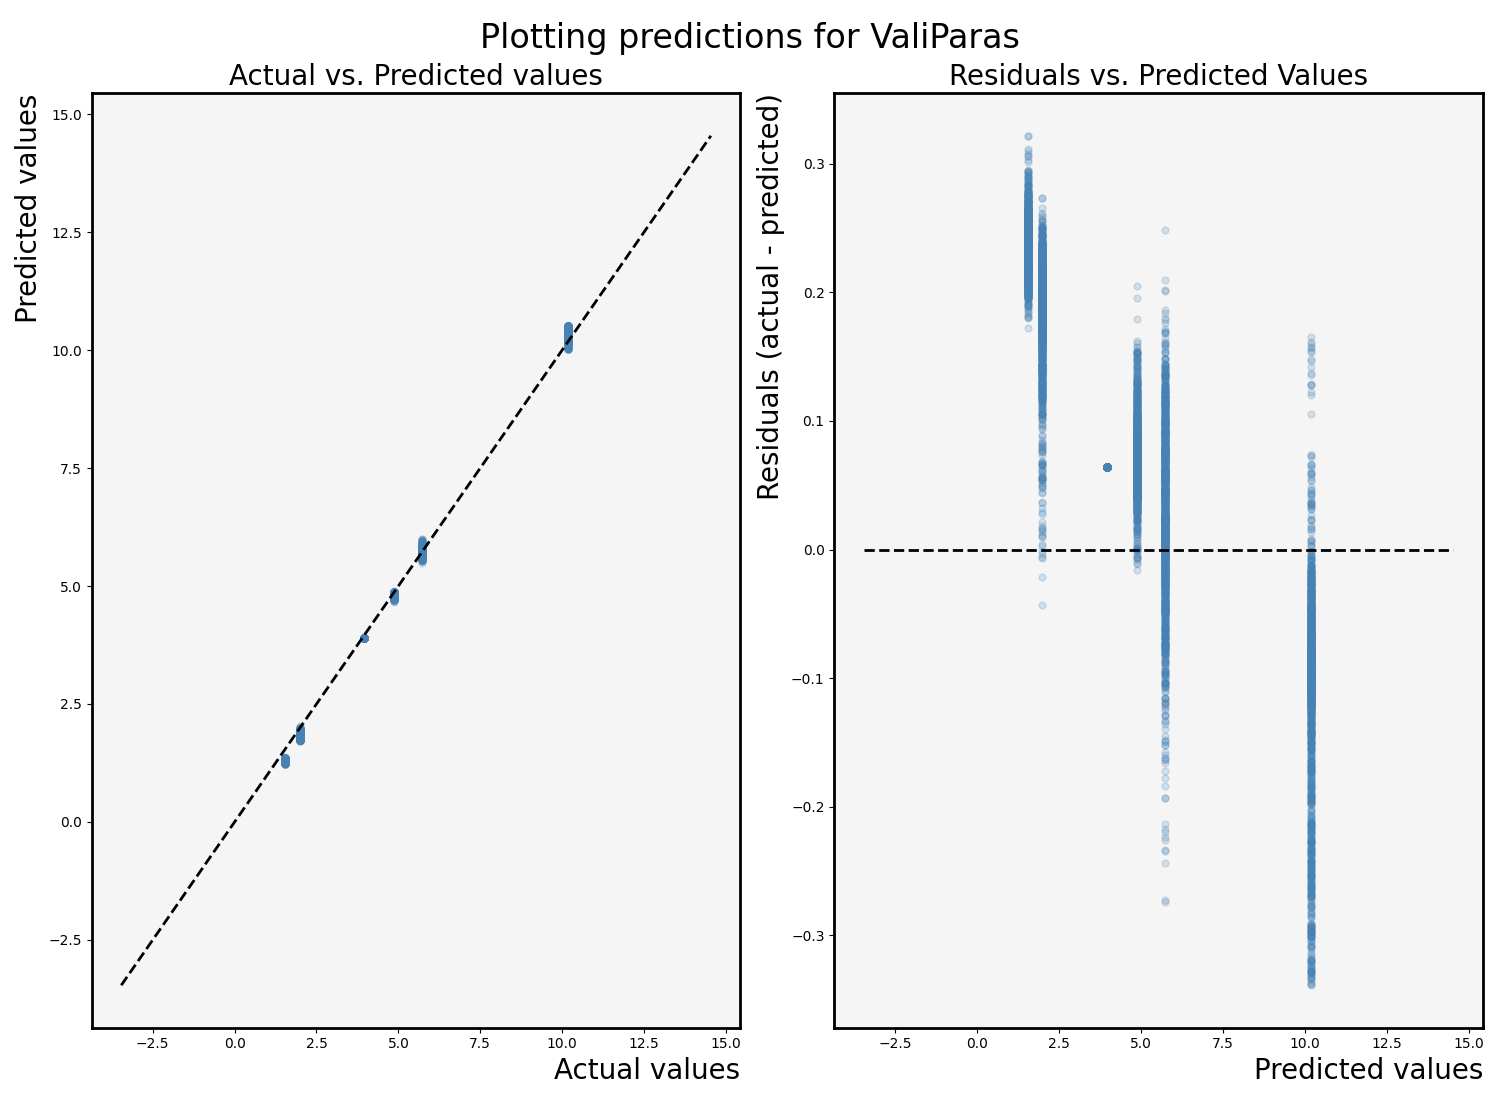 Plotting predictions for ValiParas
Actual vs. Predicted values
Predicted values
15.0
12.5
10.0
7.5
5.0
2.5
0.0
−2.5
−2.5 0.0 2.5 5.0 7.5 10.0 12.5 15.0
Actual values
Residuals vs. Predicted Values
Residuals (actual - predicted)
0.3
0.2
0.1
0.0
−0.1
−0.2
−0.3
−2.5 0.0 2.5 5.0 7.5 10.0 12.5 15.0
Predicted values